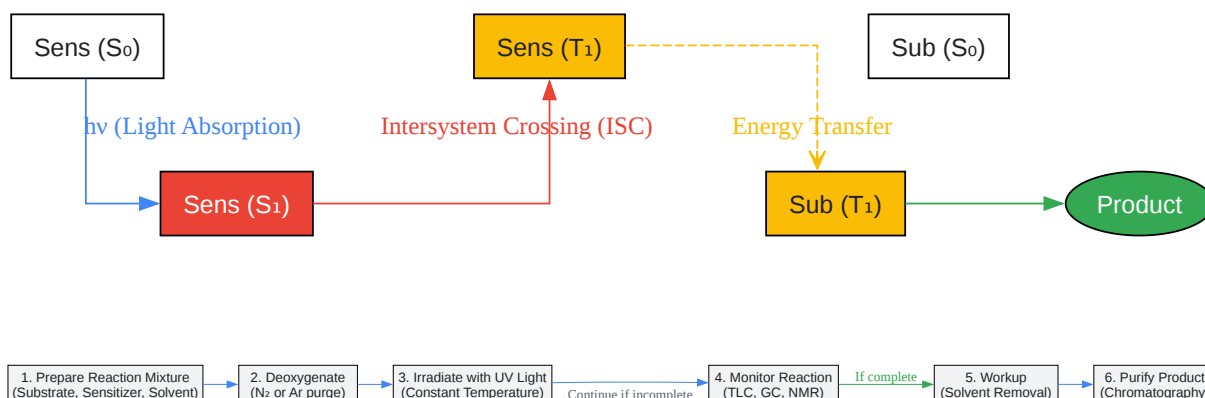 Sens (S₀)
Sens (T₁)
Sub (S₀)
hν (Light Absorption)
Intersystem Crossing (ISC)
Energy Transfer
Sens (S₁)
Sub (T₁)
Product
1. Prepare Reaction Mixture
(Substrate, Sensitizer, Solvent)
2. Deoxygenate
(N₂ or Ar purge)
3. Irradiate with UV Light
(Constant Temperature)
Continue if incomplete
4. Monitor Reaction
(TLC, GC, NMR)
If complete
5. Workup
(Solvent Removal)
6. Purify Product
(Chromatography)